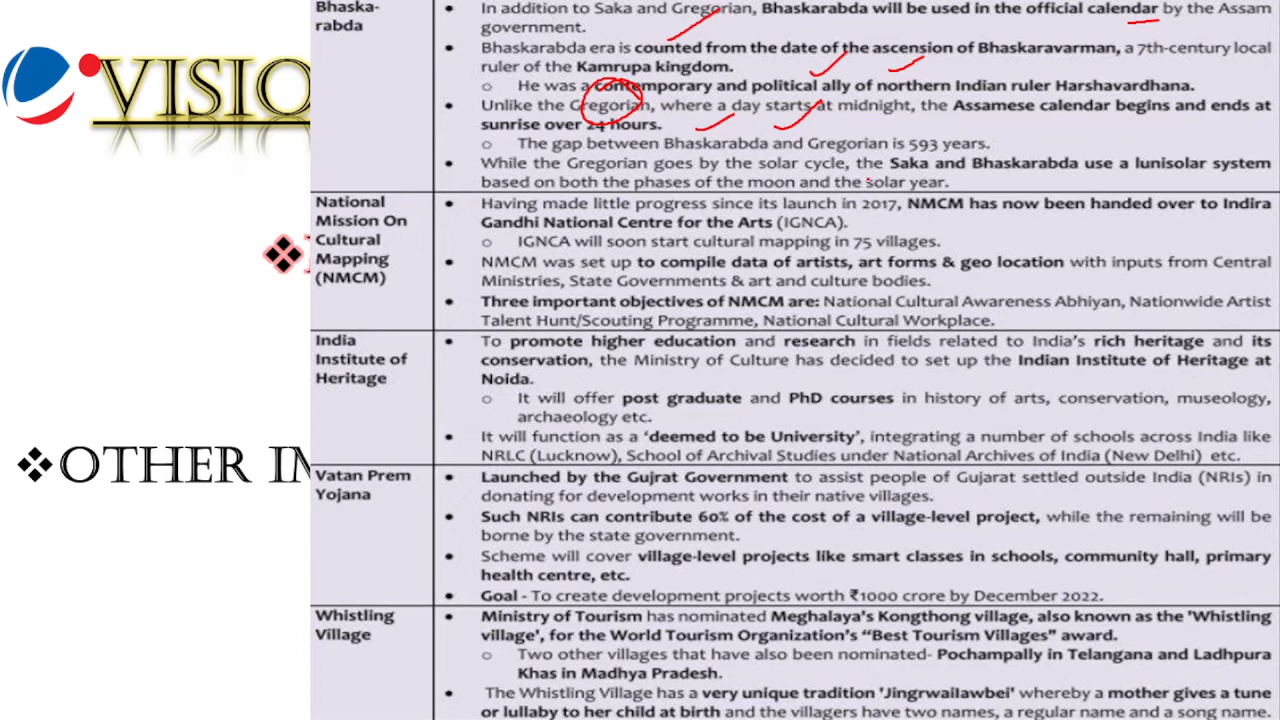 VISIO
OTHER IM
Bhaska-
rabda
• In addition to Saka and Gregorian, Bhaskarabda will be used in the official calendar by the Assam
government.
• Bhaskarabda era is counted from the date of the ascension of Bhaskaravarman, a 7th-century local
ruler of the Kamrupa kingdom.
o He was a contemporary and political ally of northern Indian ruler Harshavardhana.
• Unlike the Gregorian, where a day starts at midnight, the Assamese calendar begins and ends at
sunrise over 24 hours.
o The gap between Bhaskarabda and Gregorian is 593 years.
• While the Gregorian goes by the solar cycle, the Saka and Bhaskarabda use a lunisolar system
based on both the phases of the moon and the solar year.
National
Mission On
Cultural
Mapping
(NMCM)
• Having made little progress since its launch in 2017, NMCM has now been handed over to Indira
Gandhi National Centre for the Arts (IGNCA).
o IGNCA will soon start cultural mapping in 75 villages.
• NMCM was set up to compile data of artists, art forms & geo location with inputs from Central
Ministries, State Governments & art and culture bodies.
• Three important objectives of NMCM are: National Cultural Awareness Abhiyan, Nationwide Artist
Talent Hunt/Scouting Programme, National Cultural Workplace.
India
Institute of
Heritage
• To promote higher education and research in fields related to India's rich heritage and its
conservation, the Ministry of Culture has decided to set up the Indian Institute of Heritage at
Noida.
o It will offer post graduate and PhD courses in history of arts, conservation, museology,
archaeology etc.
• It will function as a 'deemed to be University', integrating a number of schools across India like
NRLC (Lucknow), School of Archival Studies under National Archives of India (New Delhi) etc.
Vatan Prem
Yojana
• Launched by the Gujrat Government to assist people of Gujarat settled outside India (NRIs) in
donating for development works in their native villages.
• Such NRIs can contribute 60% of the cost of a village-level project, while the remaining will be
borne by the state government.
• Scheme will cover village-level projects like smart classes in schools, community hall, primary
health centre, etc.
• Goal - To create development projects worth ₹1000 crore by December 2022.
Whistling
Village
• Ministry of Tourism has nominated Meghalaya's Kongthong village, also known as the 'Whistling
village', for the World Tourism Organization's "Best Tourism Villages" award.
o Two other villages that have also been nominated- Pochampally in Telangana and Ladhpura
Khas in Madhya Pradesh.
• The Whistling Village has a very unique tradition 'Jingrwailawbei' whereby a mother gives a tune
or lullaby to her child at birth and the villagers have two names, a regular name and a song name.